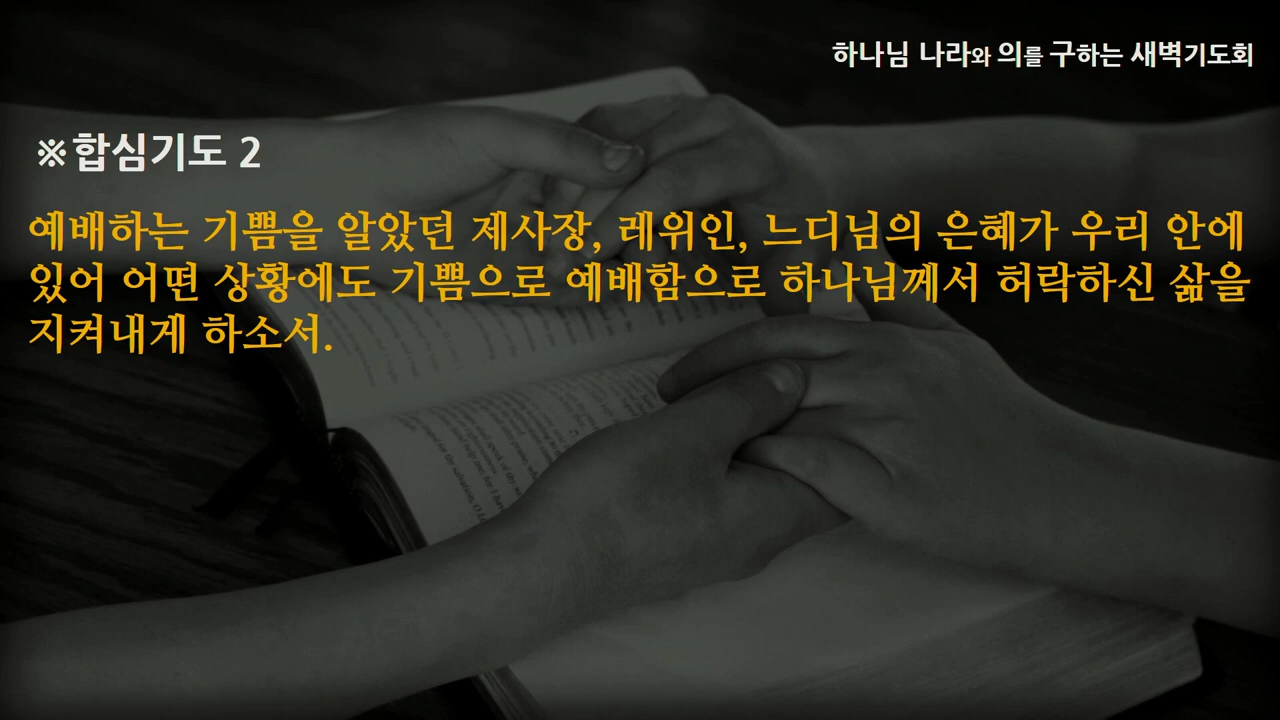 하나님 나라와 의를 구하는 새벽기도회
※합심기도 2
예배하는 기쁨을 알았던 제사장, 레위인, 느디님의 은혜가 우리 안에
있어 어떤 상황에도 기쁨으로 예배함으로 하나님께서 허락하신 삶을
지켜내게 하소서.